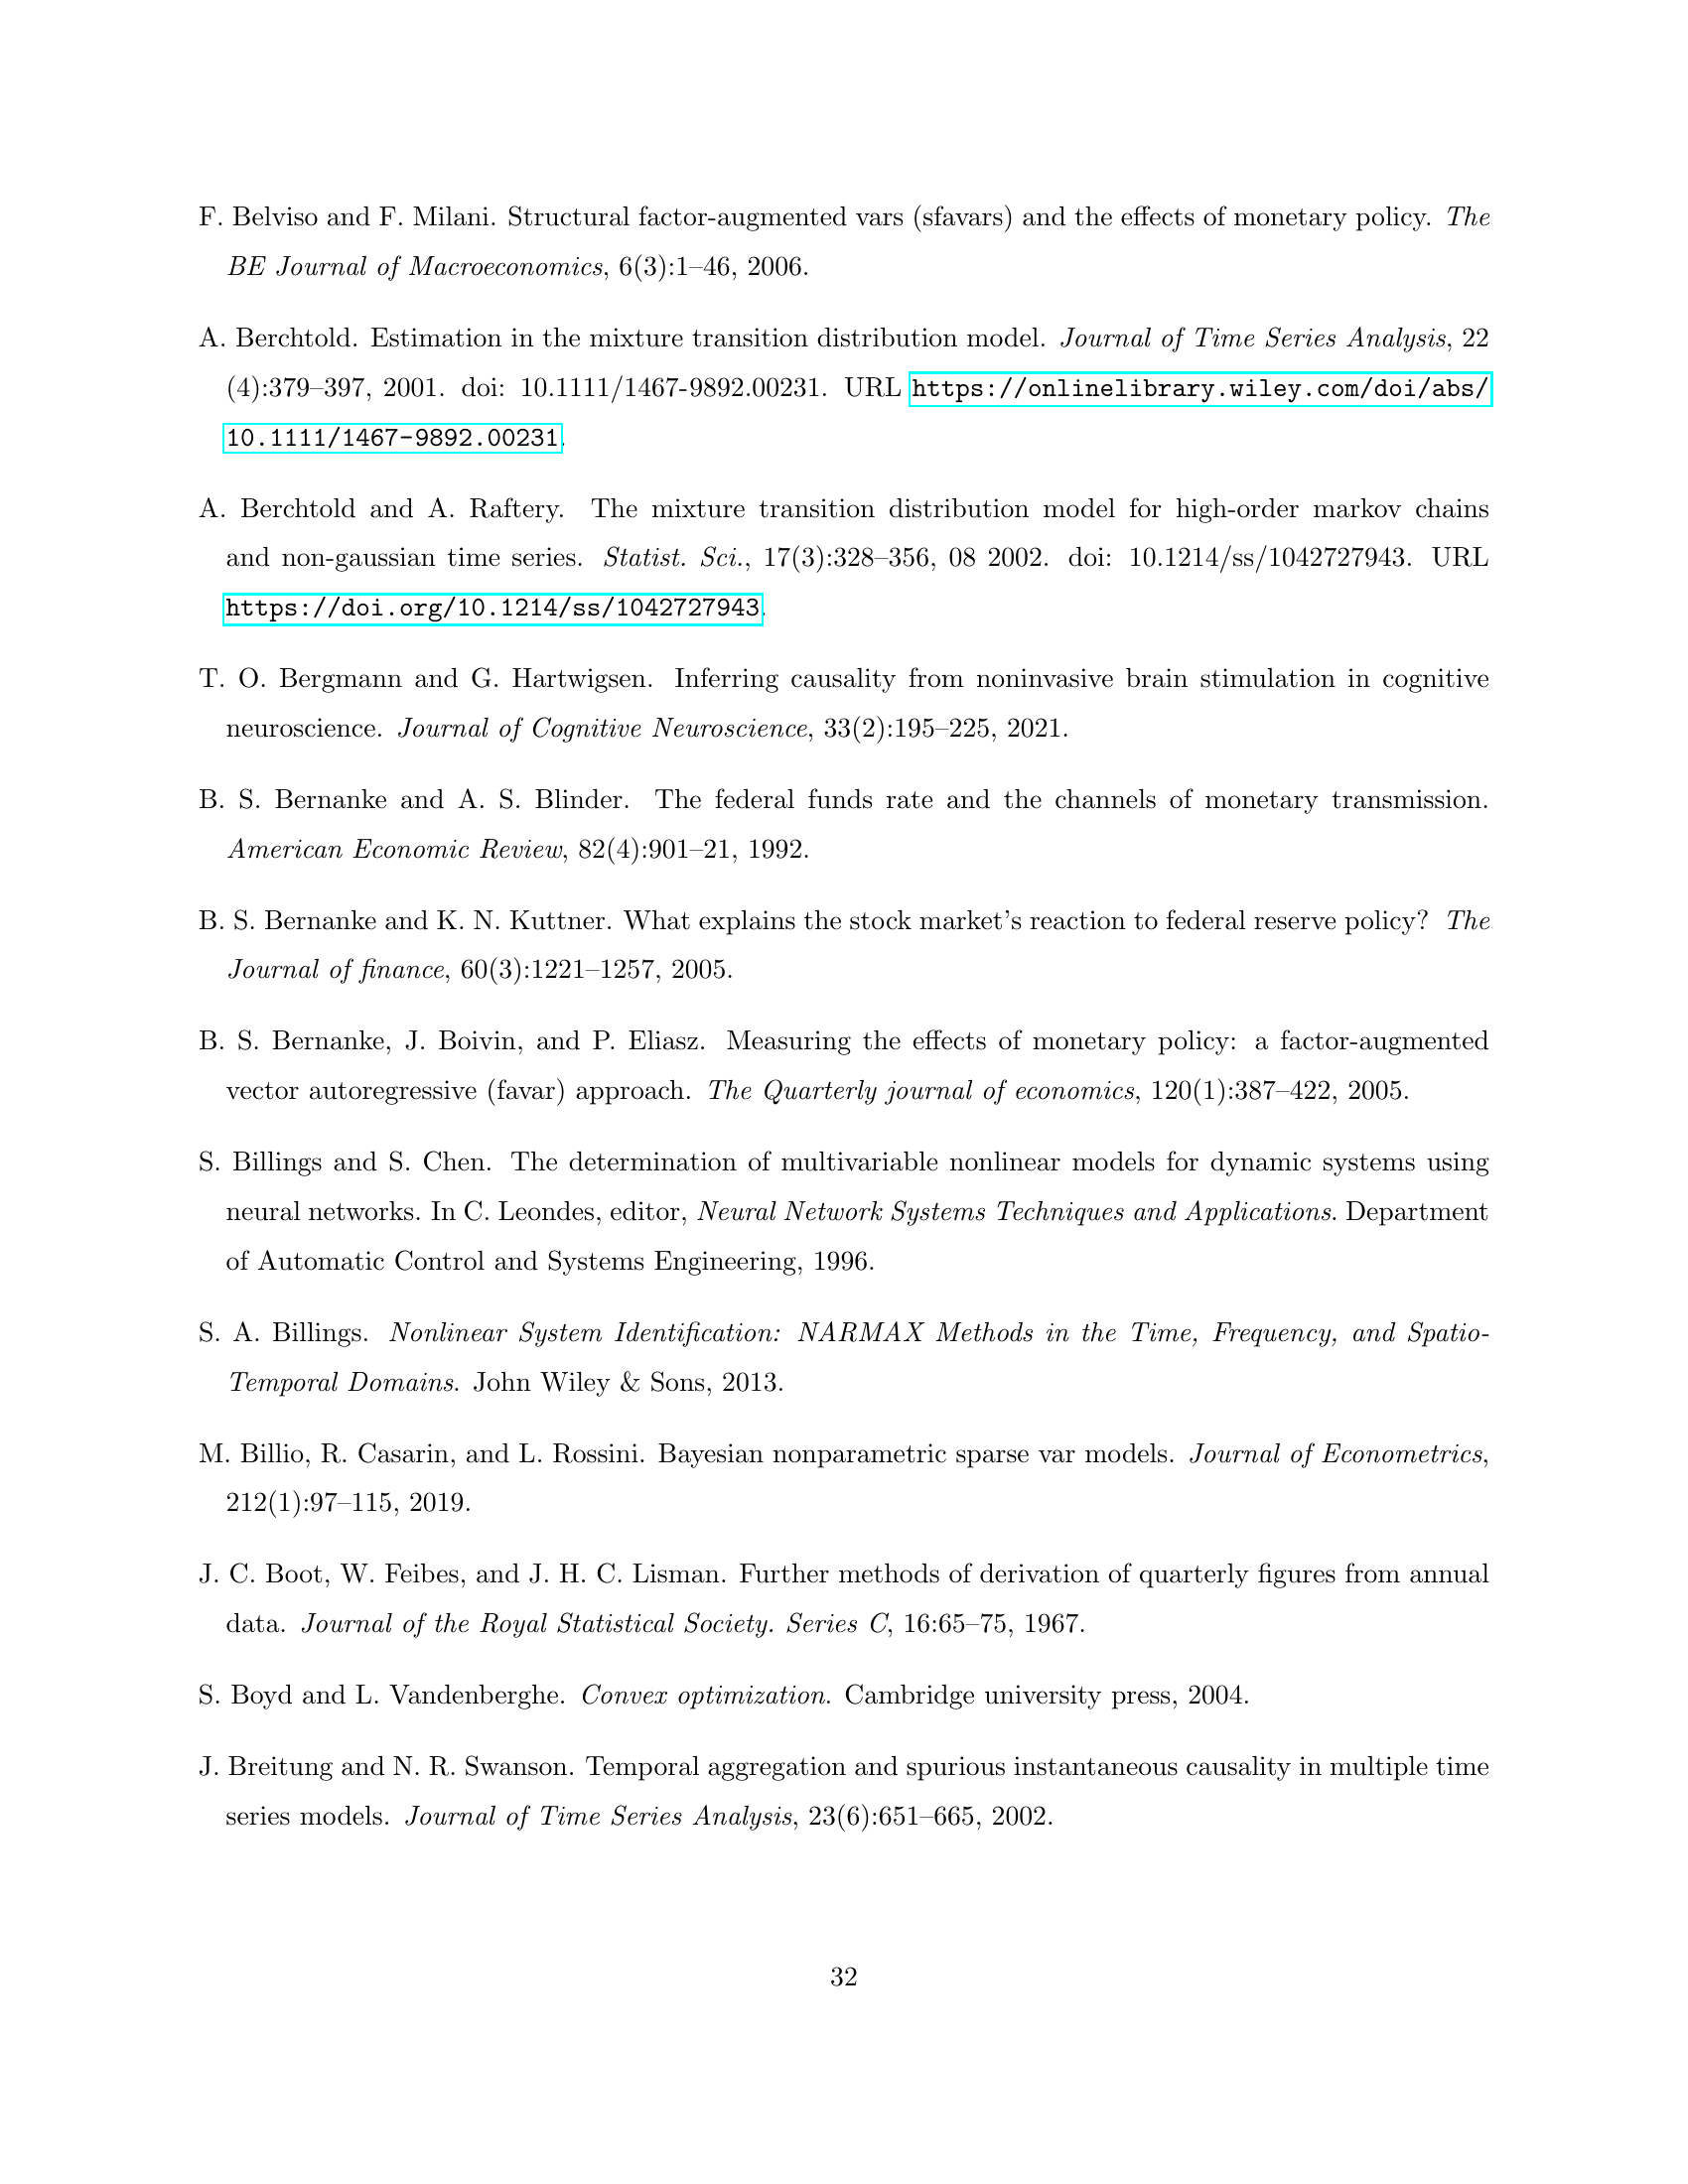 F. Belviso and F. Milani. Structural factor-augmented vars (sfavars) and the effects of monetary policy. The
BE Journal of Macroeconomics, 6(3):1–46, 2006.
A. Berchtold. Estimation in the mixture transition distribution model. Journal of Time Series Analysis, 22
(4):379–397, 2001. doi: 10.1111/1467-9892.00231. URL https://onlinelibrary.wiley.com/doi/abs/
10.1111/1467-9892.00231.
A. Berchtold and A. Raftery. The mixture transition distribution model for high-order markov chains
and non-gaussian time series. Statist. Sci., 17(3):328–356, 08 2002. doi: 10.1214/ss/1042727943. URL
https://doi.org/10.1214/ss/1042727943.
T. O. Bergmann and G. Hartwigsen. Inferring causality from noninvasive brain stimulation in cognitive
neuroscience. Journal of Cognitive Neuroscience, 33(2):195–225, 2021.
B. S. Bernanke and A. S. Blinder. The federal funds rate and the channels of monetary transmission.
American Economic Review, 82(4):901–21, 1992.
B. S. Bernanke and K. N. Kuttner. What explains the stock market's reaction to federal reserve policy? The
Journal of finance, 60(3):1221–1257, 2005.
B. S. Bernanke, J. Boivin, and P. Eliasz. Measuring the effects of monetary policy: a factor-augmented
vector autoregressive (favar) approach. The Quarterly journal of economics, 120(1):387–422, 2005.
S. Billings and S. Chen. The determination of multivariable nonlinear models for dynamic systems using
neural networks. In C. Leondes, editor, Neural Network Systems Techniques and Applications. Department
of Automatic Control and Systems Engineering, 1996.
S. A. Billings. Nonlinear System Identification: NARMAX Methods in the Time, Frequency, and Spatio-
Temporal Domains. John Wiley & Sons, 2013.
M. Billio, R. Casarin, and L. Rossini. Bayesian nonparametric sparse var models. Journal of Econometrics,
212(1):97–115, 2019.
J. C. Boot, W. Feibes, and J. H. C. Lisman. Further methods of derivation of quarterly figures from annual
data. Journal of the Royal Statistical Society. Series C, 16:65–75, 1967.
S. Boyd and L. Vandenberghe. Convex optimization. Cambridge university press, 2004.
J. Breitung and N. R. Swanson. Temporal aggregation and spurious instantaneous causality in multiple time
series models. Journal of Time Series Analysis, 23(6):651–665, 2002.
32